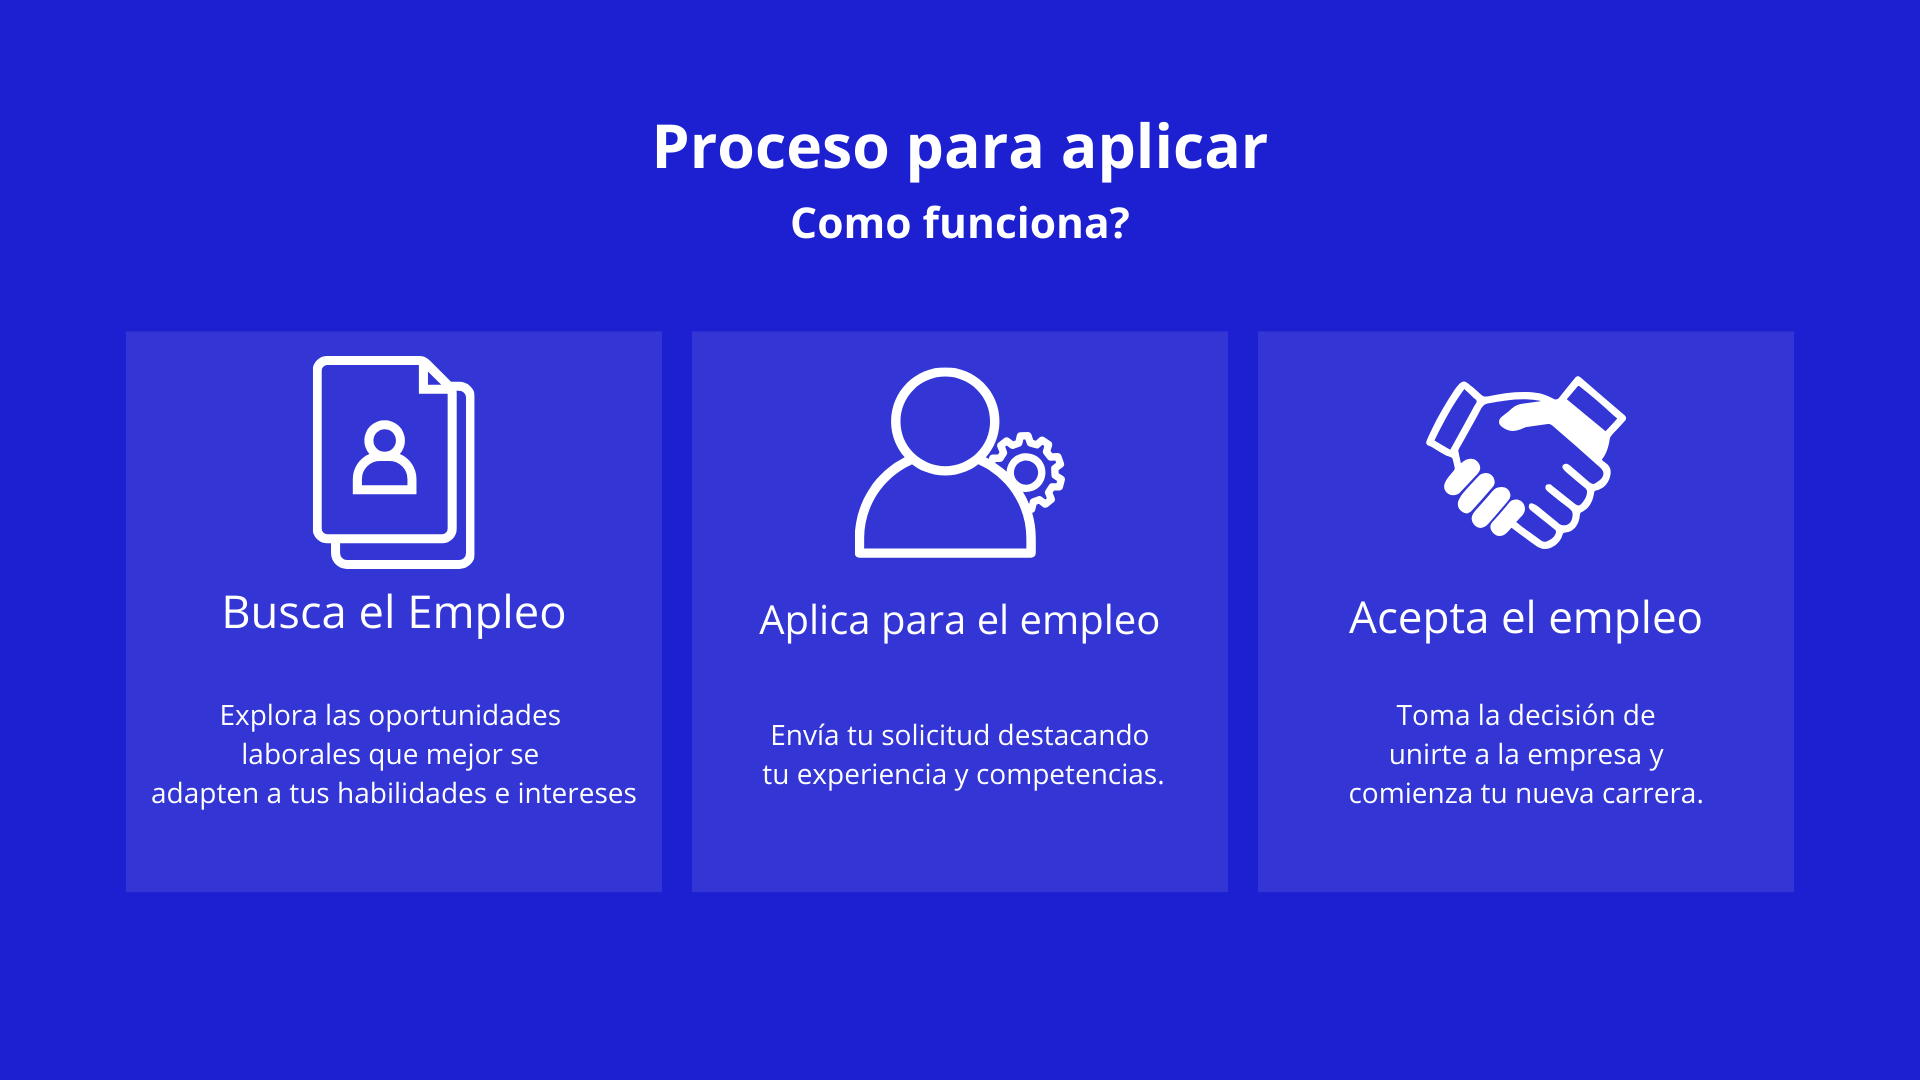 Proceso para aplicar
Como funciona?
Busca el Empleo
Explora las oportunidades
laborales que mejor se
adapten a tus habilidades e intereses
Aplica para el empleo
Envía tu solicitud destacando
tu experiencia y competencias.
Acepta el empleo
Toma la decisión de
unirte a la empresa y
comienza tu nueva carrera.